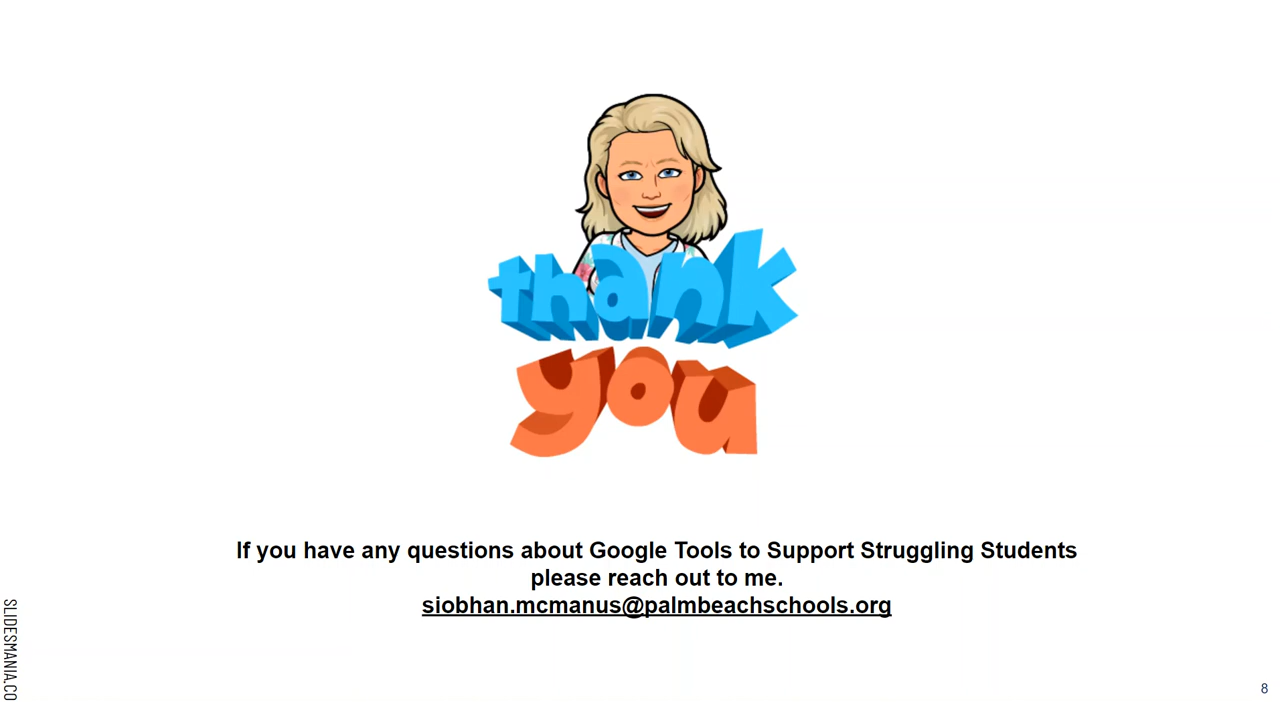 thank
you
If you have any questions about Google Tools to Support Struggling Students
please reach out to me.
siobhan.mcmanus@palmbeachschools.org
SLIDESMANIA.CO
8